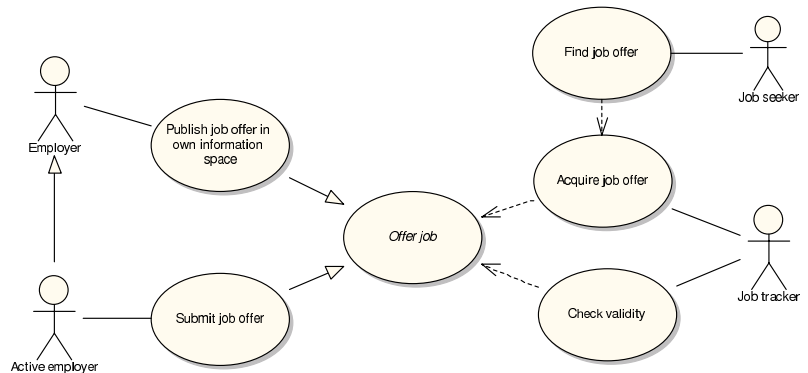 Find job offer
Job seeker
Employer
Publish job offer in
own information
space
Acquire job offer
Offer job
Job tracker
Submit job offer
Check validity
Active employer